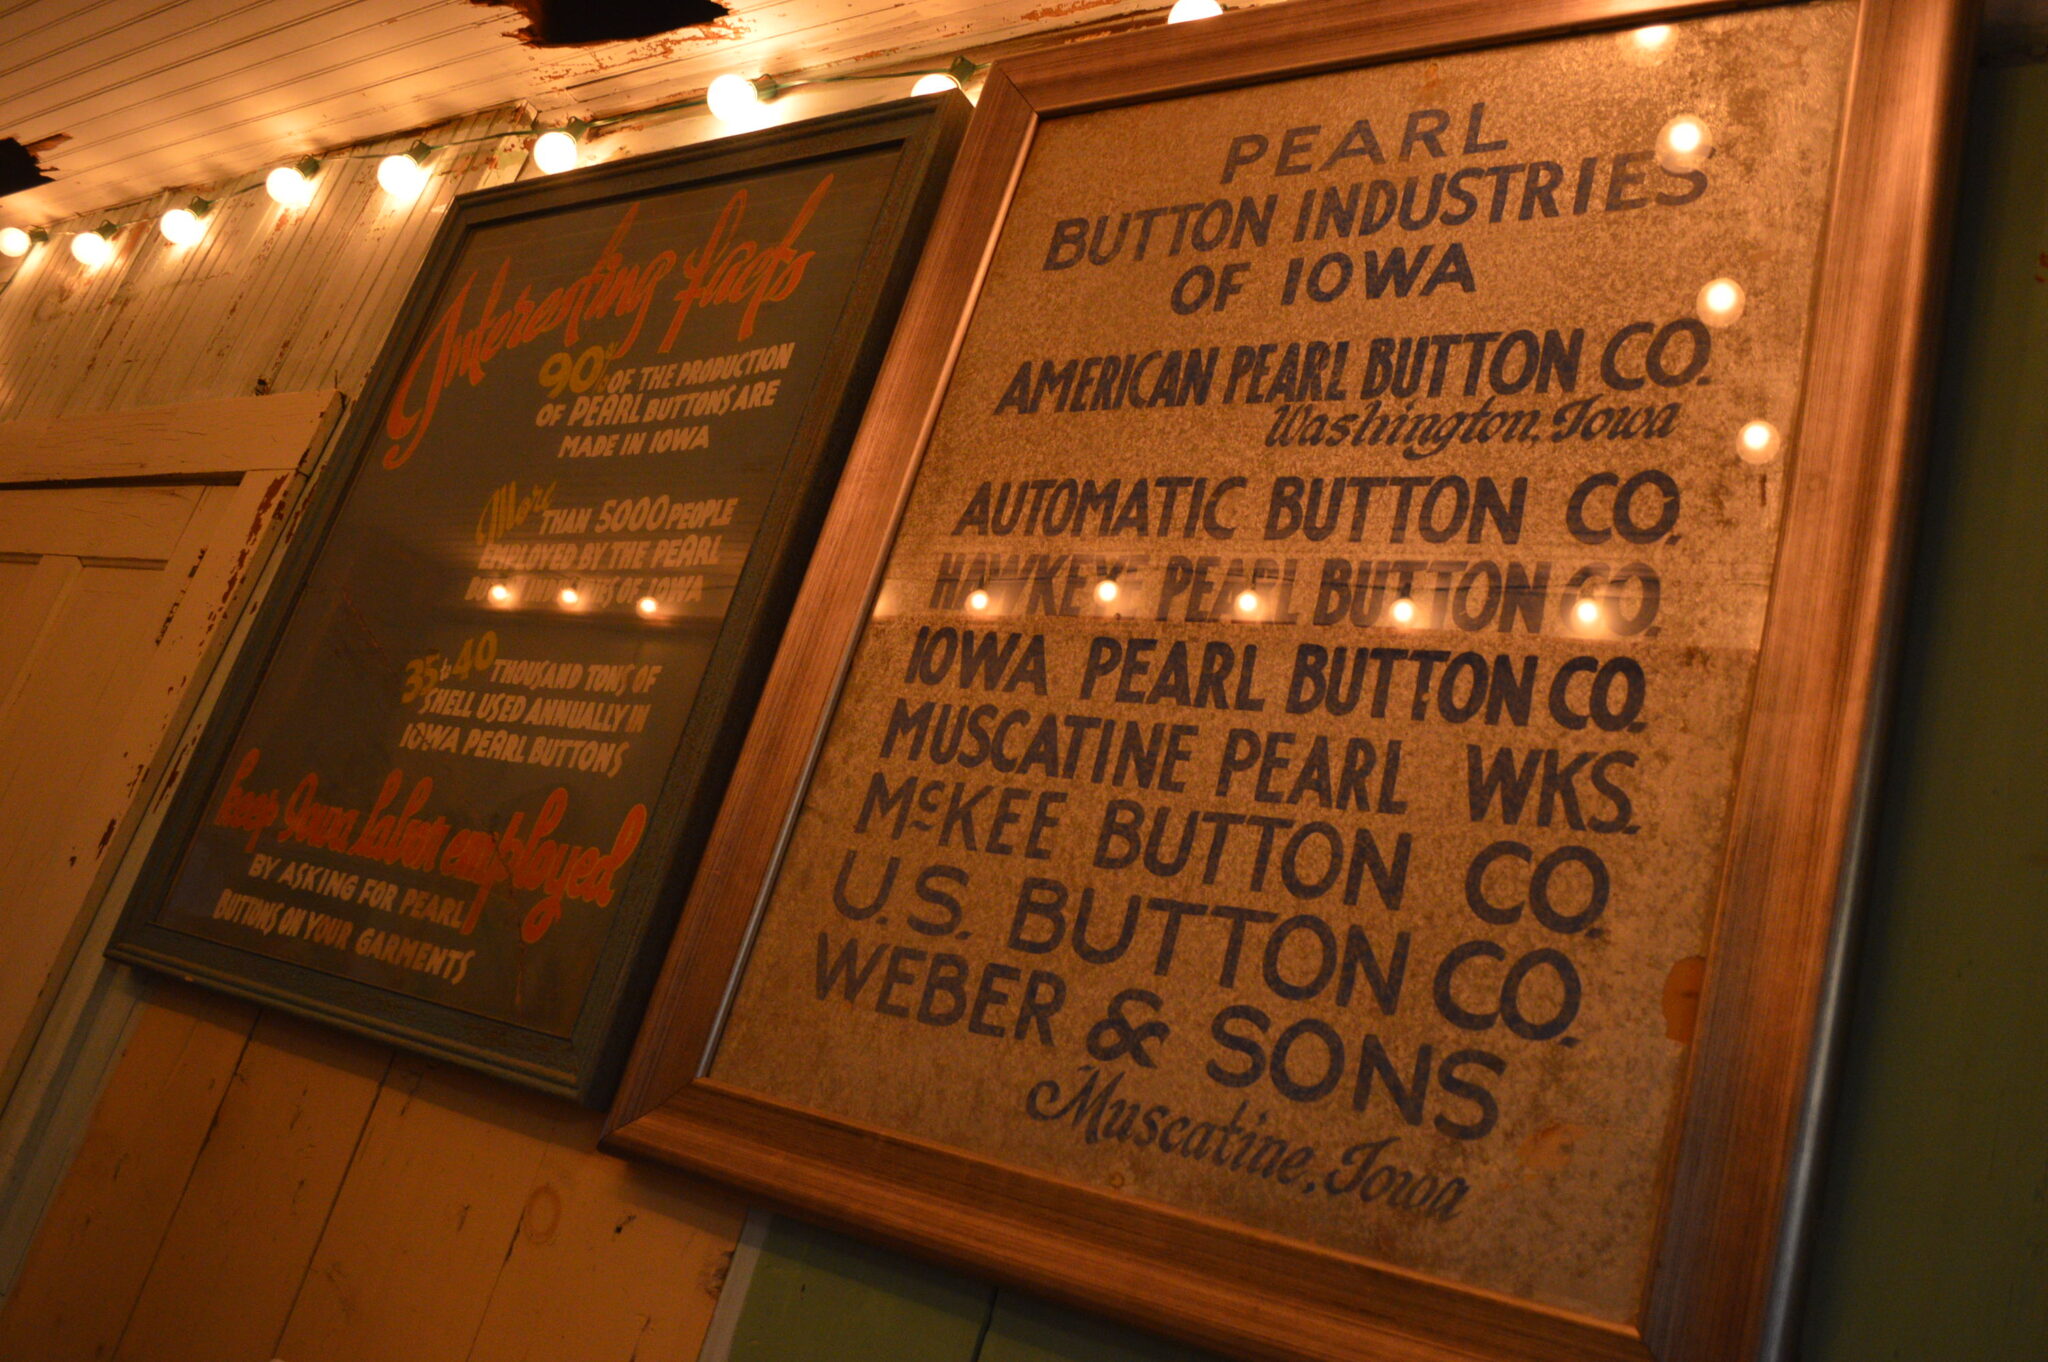 Interesting facts
90% OF THE PRODUCTION
OF PEARL BUTTONS ARE
MADE IN IOWA
More THAN 5000 PEOPLE
EMPLOYED BY THE PEARL
OF IOWA
35 to 40 THOUSAND TONS OF
SHELL USED ANNUALLY IN
IOWA PEARL BUTTONS
keep Iowa labor employed
BY ASKING FOR PEARL
BUTTONS ON YOUR GARMENTS
PEARL
BUTTON INDUSTRIES
OF IOWA
AMERICAN PEARL BUTTON CO.
Washington, Iowa
AUTOMATIC BUTTON CO.
HAWKEYE PEARL BUTTON CO.
IOWA PEARL BUTTON CO.
MUSCATINE PEARL WKS.
McKEE BUTTON CO.
U.S. BUTTON CO.
WEBER & SONS
Muscatine, Iowa